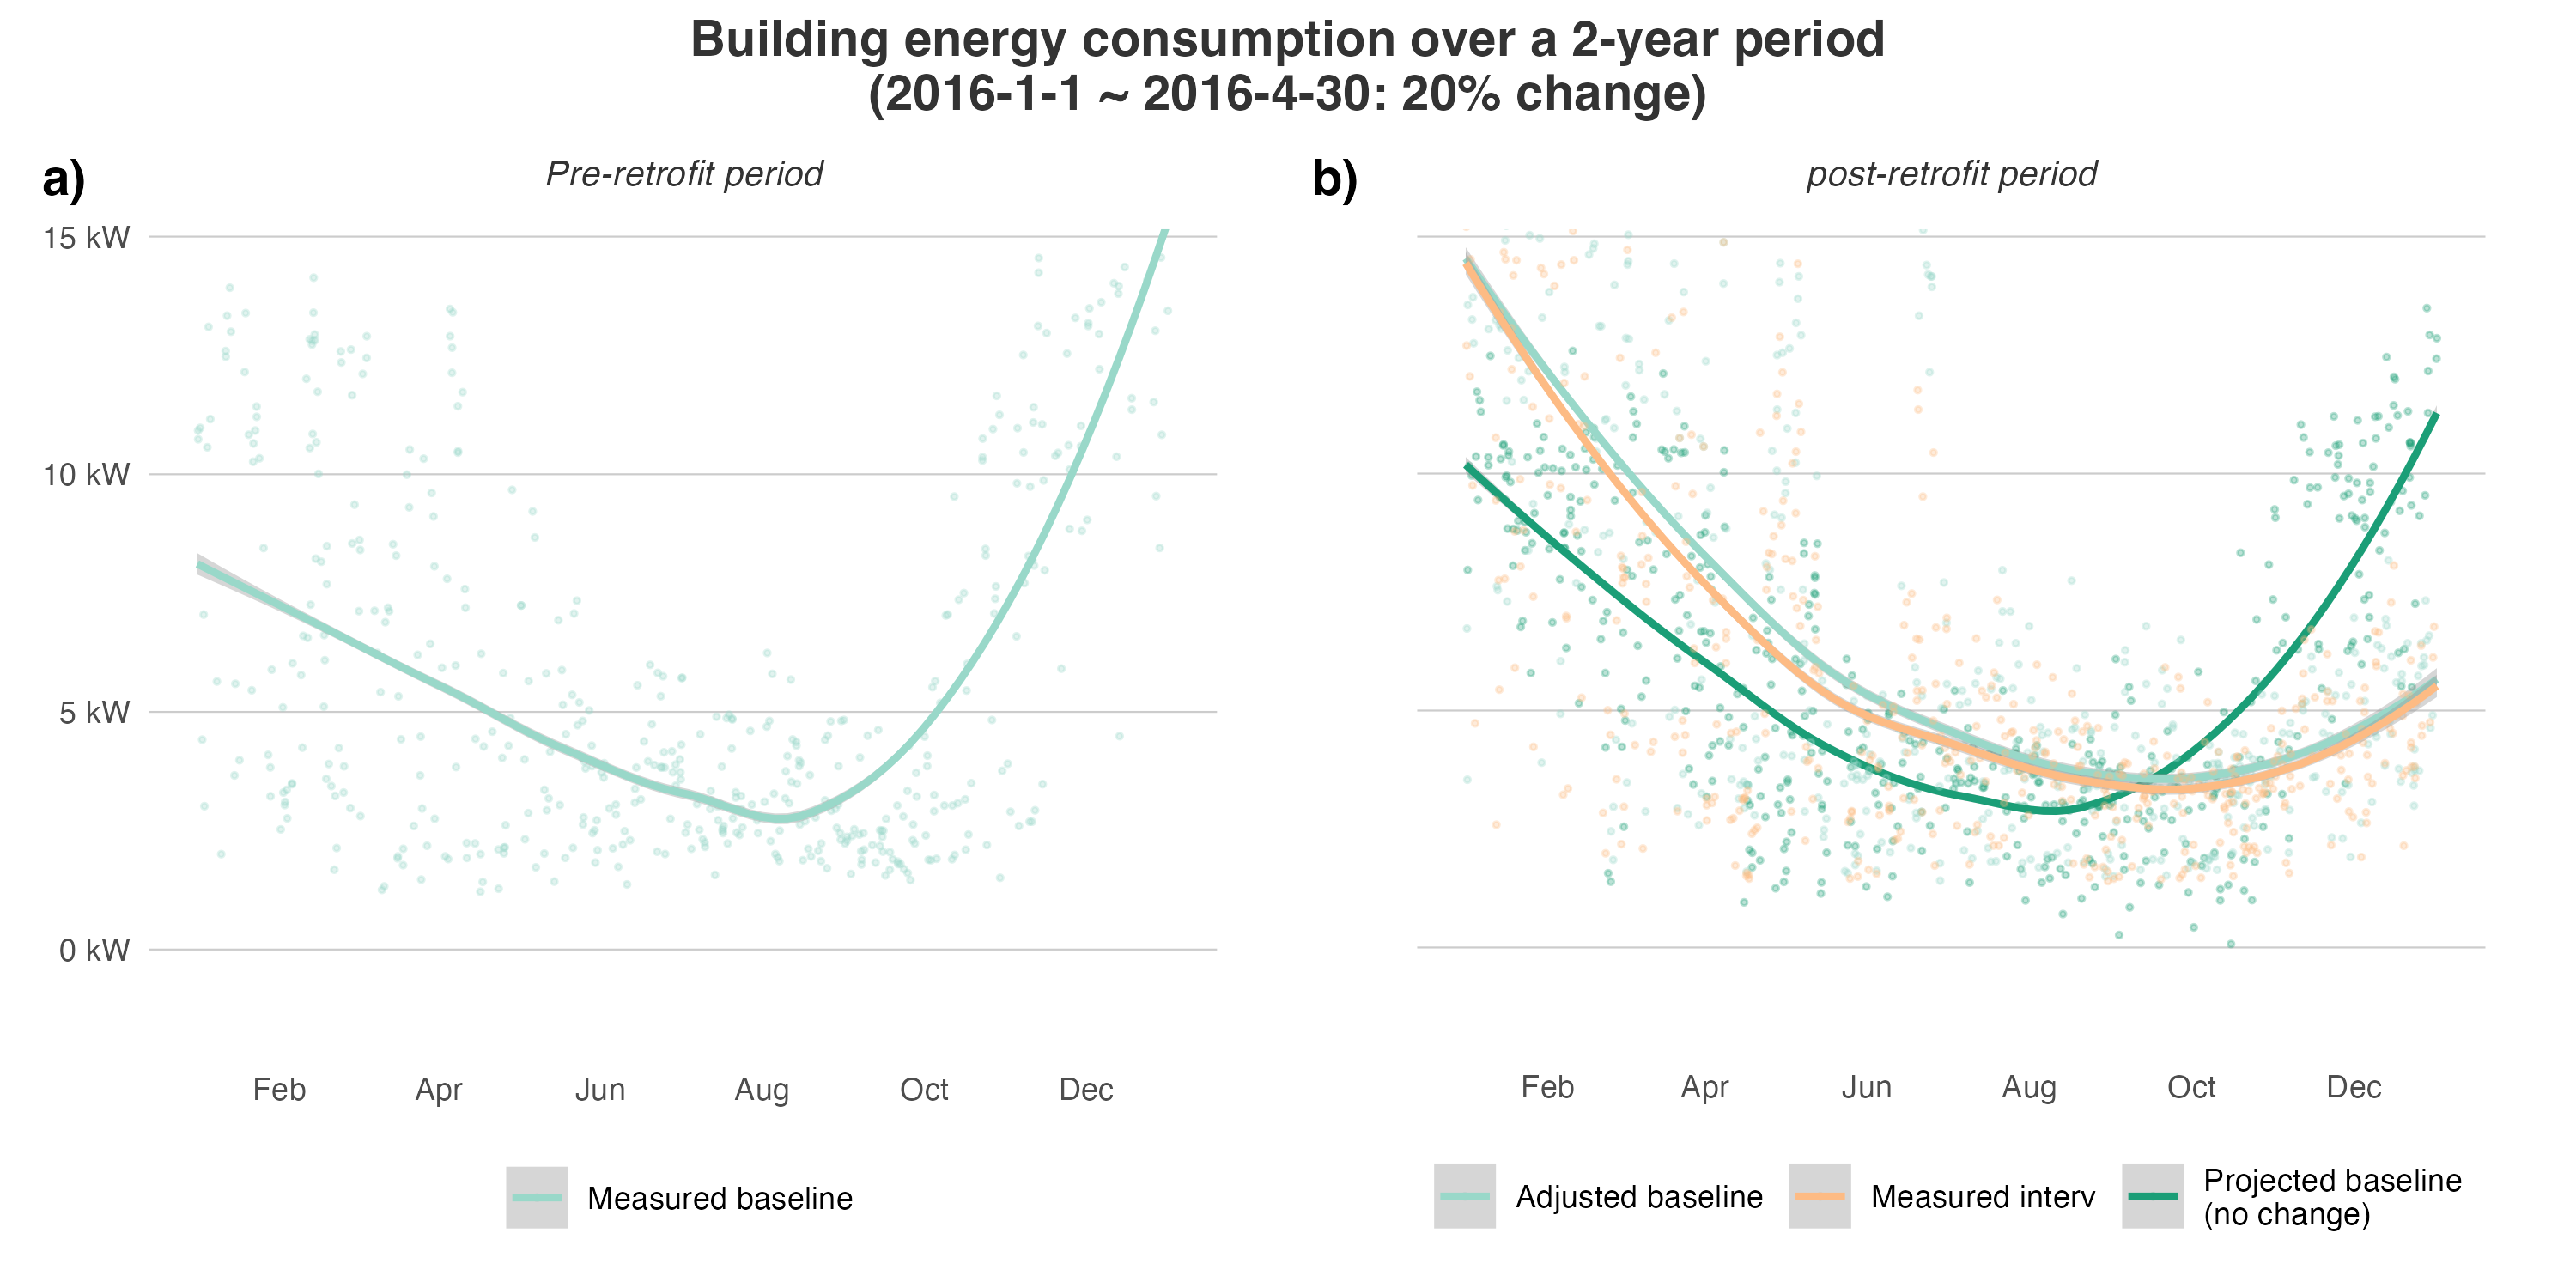 Building energy consumption over a 2-year period
(2016-1-1 ~ 2016-4-30: 20% change)
a)
Pre-retrofit period
15 kW
10 kW
5 kW
0 kW
Feb Apr Jun Aug Oct Dec
Measured baseline
b)
post-retrofit period
Feb Apr Jun Aug Oct Dec
Adjusted baseline
Measured interv
Projected baseline
(no change)